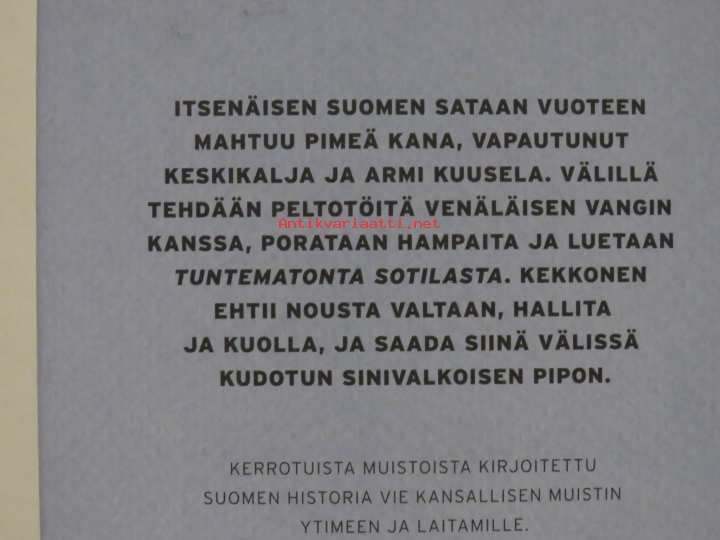 ITSENÄISEN SUOMEN SATAAN VUOTEEN
MAHTUU PIMEÄ KANA, VAPAUTUNUT
KESKIKALJA JA ARMI KUUSELA. VÄLILLÄ
TEHDÄÄN PELTOTÖITÄ VENÄLÄISEN VANGIN
Antikvariaatti.net
KANSSA, PORATAAN HAMPAITA JA LUETAAN
TUNTEMATONTA SOTILASTA. KEKKONEN
EHTII NOUSTA VALTAAN, HALLITA
JA KUOLLA, JA SAADA SIINÄ VÄLISSÄ
KUDOTUN SINIVALKOISEN PIPON.
KERROTUISTA MUISTOISTA KIRJOITETTU
SUOMEN HISTORIA VIE KANSALLISEN MUISTIN
YTIMEEN JA LAITAMILLE.